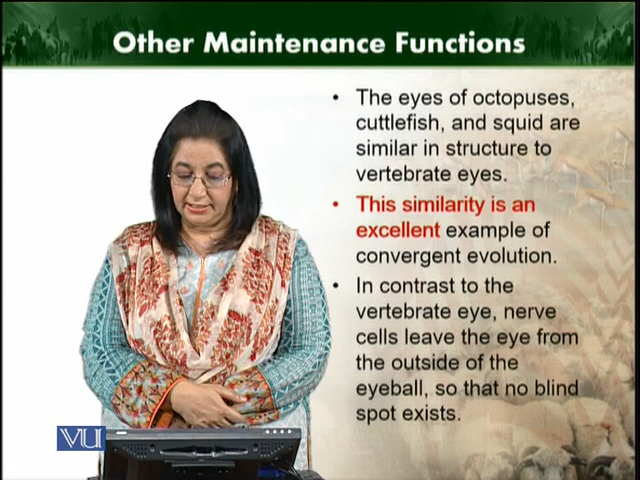 Other Maintenance Functions
• The eyes of octopuses,
cuttlefish, and squid are
similar in structure to
vertebrate eyes.
• This similarity is an
excellent example of
convergent evolution.
• In contrast to the
vertebrate eye, nerve
cells leave the eye from
the outside of the
eyeball, so that no blind
spot exists.
VU